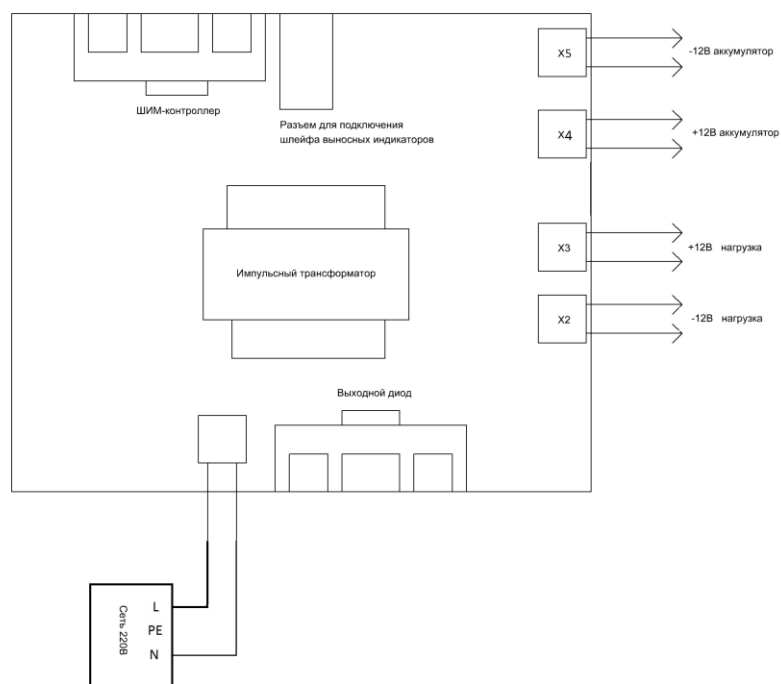 X5
-12В аккумулятор
ШИМ-контроллер
Разъем для подключения
шлейфа выносных индикаторов
X4
+12В аккумулятор
X3
+12В нагрузка
Импульсный трансформатор
X2
-12В нагрузка
Выходной диод
Сеть 220В
L
PE
N